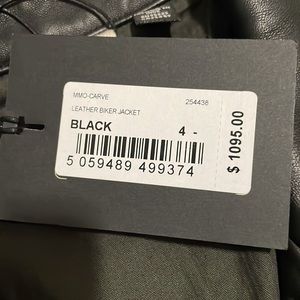 MMO-CARVE 254438
LEATHER BIKER JACKET
BLACK 4 -
5 059489 499374
$ 1095.00